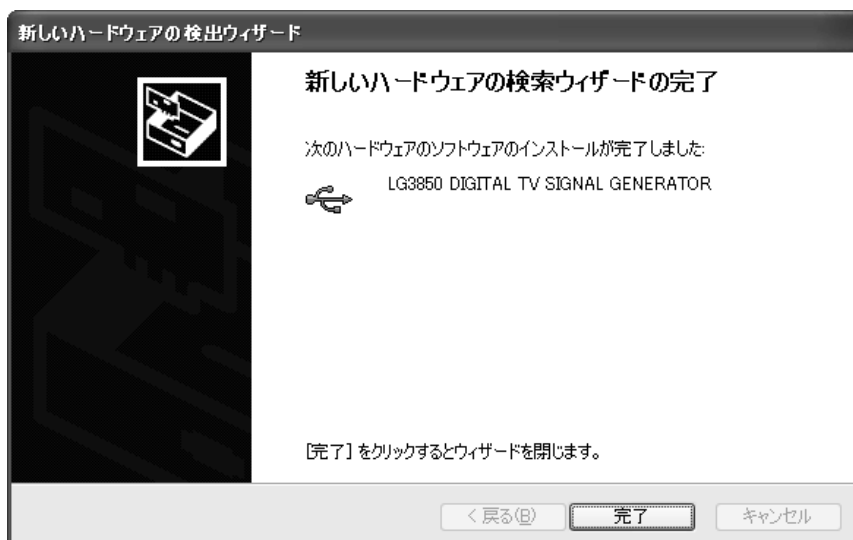 新しいハードウェアの検出ウィザード
新しいハードウェアの検索ウィザードの完了
次のハードウェアのソフトウェアのインストールが完了しました:
LG3850 DIGITAL TV SIGNAL GENERATOR
[完了] をクリックするとウィザードを閉じます。
< 戻る(B)
完了
キャンセル